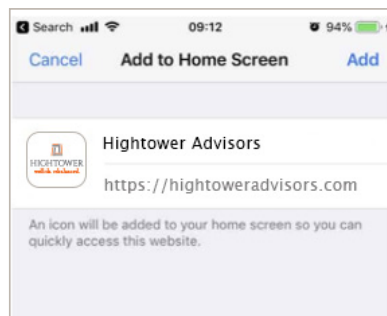 Search 09:12 94%
Cancel Add to Home Screen Add
HIGHTOWER
Hightower Advisors
https://hightoweradvisors.com
An icon will be added to your home screen so you can
quickly access this website.